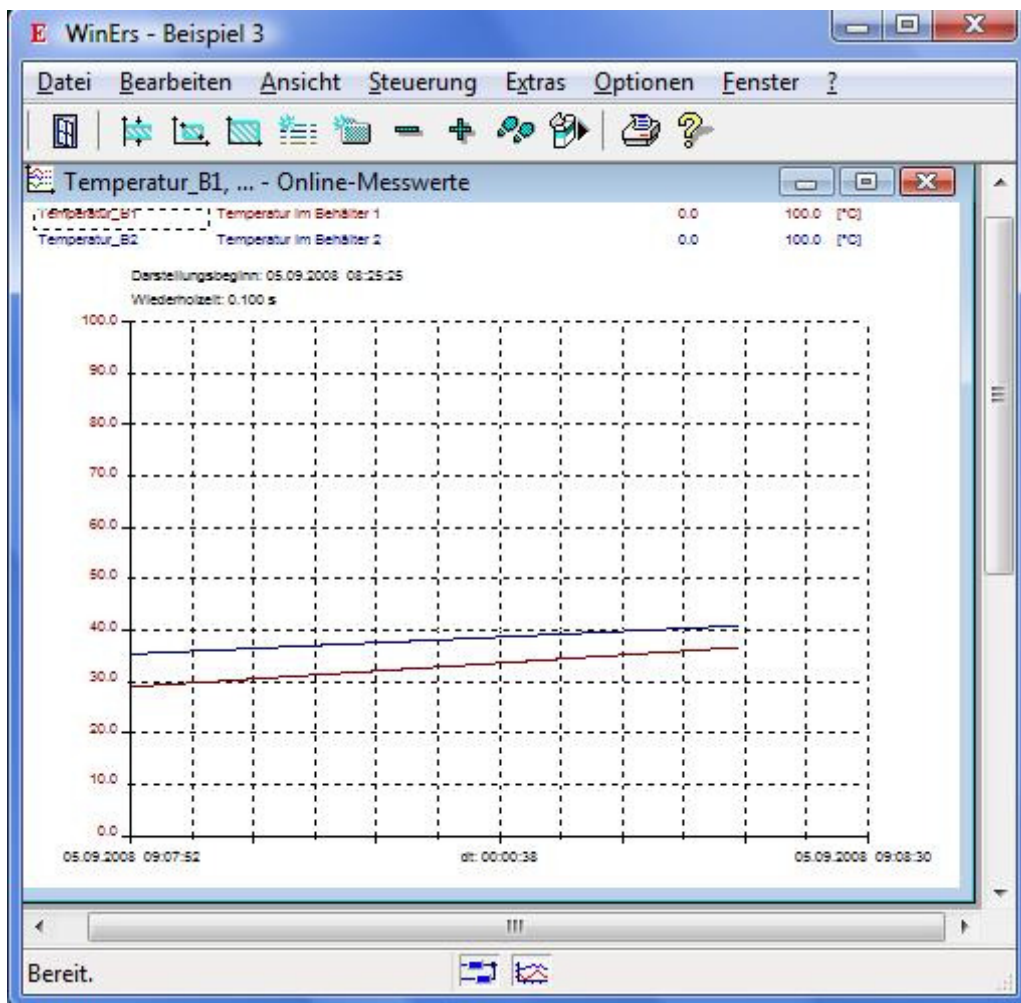 E WinErs - Beispiel 3
Datei Bearbeiten Ansicht Steuerung Extras Optionen Fenster ?
Temperatur_B1, ... - Online-Messwerte
Temperatur_B1 Temperatur im Behälter 1 0.0 100.0 [°C]
Temperatur_B2 Temperatur im Behälter 2 0.0 100.0 [°C]
Darstellungsbeginn: 05.09.2008 08:25:25
Wiederholzeit: 0.100 s
100.0
90.0
80.0
70.0
60.0
50.0
40.0
30.0
20.0
10.0
0.0
05.09.2008 09:07:52 dt: 00:00:38 05.09.2008 09:08:30
Bereit.